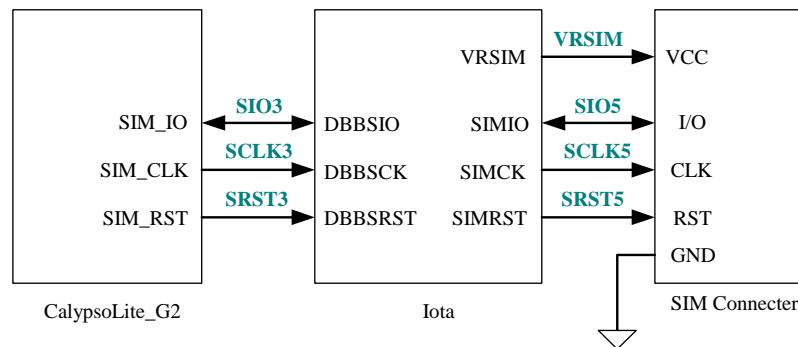 VRSIM
VRSIM
VCC
SIO3
SIO5
SIM_IO
DBBSIO
SIMIO
I/O
SCLK3
SCLK5
SIM_CLK
DBBSCK
SIMCK
CLK
SRST3
SRST5
SIM_RST
DBBSRST
SIMRST
RST
GND
CalypsoLite_G2
Iota
SIM Connecter